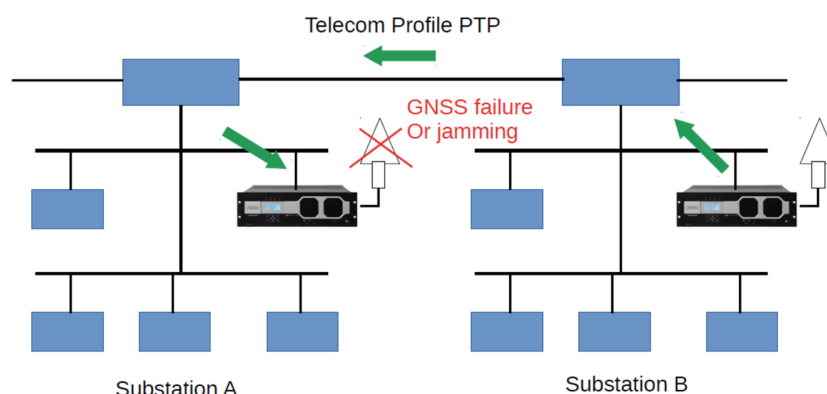 Telecom Profile PTP
GNSS failure
Or jamming
Substation A
Substation B